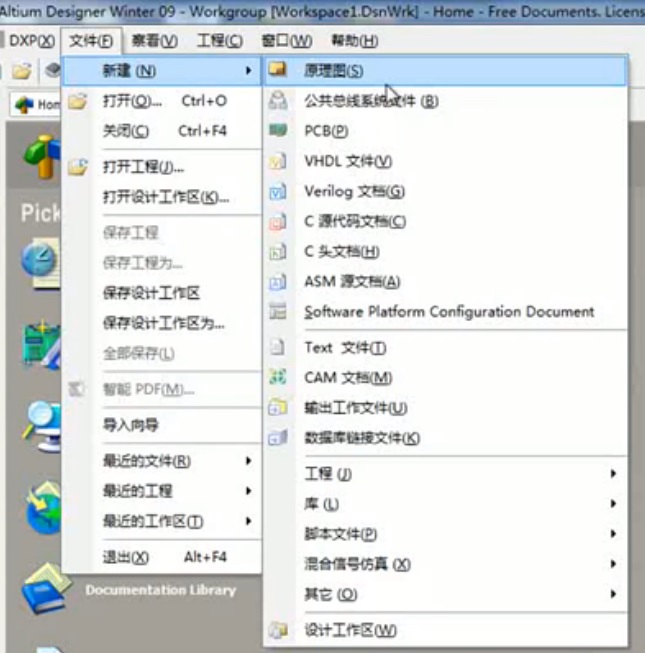 Altium Designer Winter 09 - Workgroup [Workspace1.DsnWrk] - Home - Free Documents. Licens
DXP(X) 文件(F) 察看(V) 工程(C) 窗口(W) 帮助(H)
Hom
Pick
新建 (N)
打开(O)... Ctrl+O
关闭(C) Ctrl+F4
打开工程(J)...
打开设计工作区(K)...
保存工程
保存工程为...
保存设计工作区
保存设计工作区为...
全部保存(L)
智能 PDF(M)...
导入向导
最近的文件(R)
最近的工程
最近的工作区(T)
退出(X) Alt+F4
Documentation Library
原理图(S)
公共总线系统文件 (B)
PCB(P)
VHDL 文件(V)
Verilog 文档(G)
C 源代码文档(C)
C 头文档(H)
ASM 源文档(A)
Software Platform Configuration Document
Text 文件(T)
CAM 文档(M)
输出工作文件(U)
数据库链接文件(K)
工程 (J)
库 (L)
脚本文件(P)
混合信号仿真 (X)
其它 (O)
设计工作区(W)